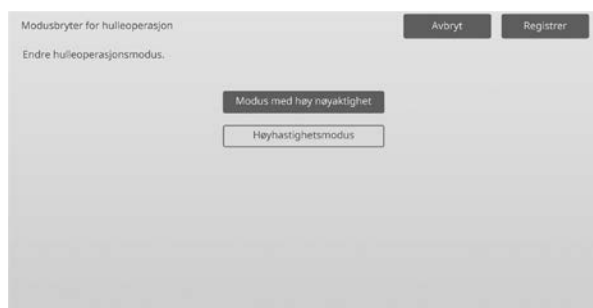 Modusbryter for hulleoperasjon
Avbryt
Registrer
Endre hulleoperasjonsmodus.
Modus med høy nøyaktighet
Høyhastighetsmodus